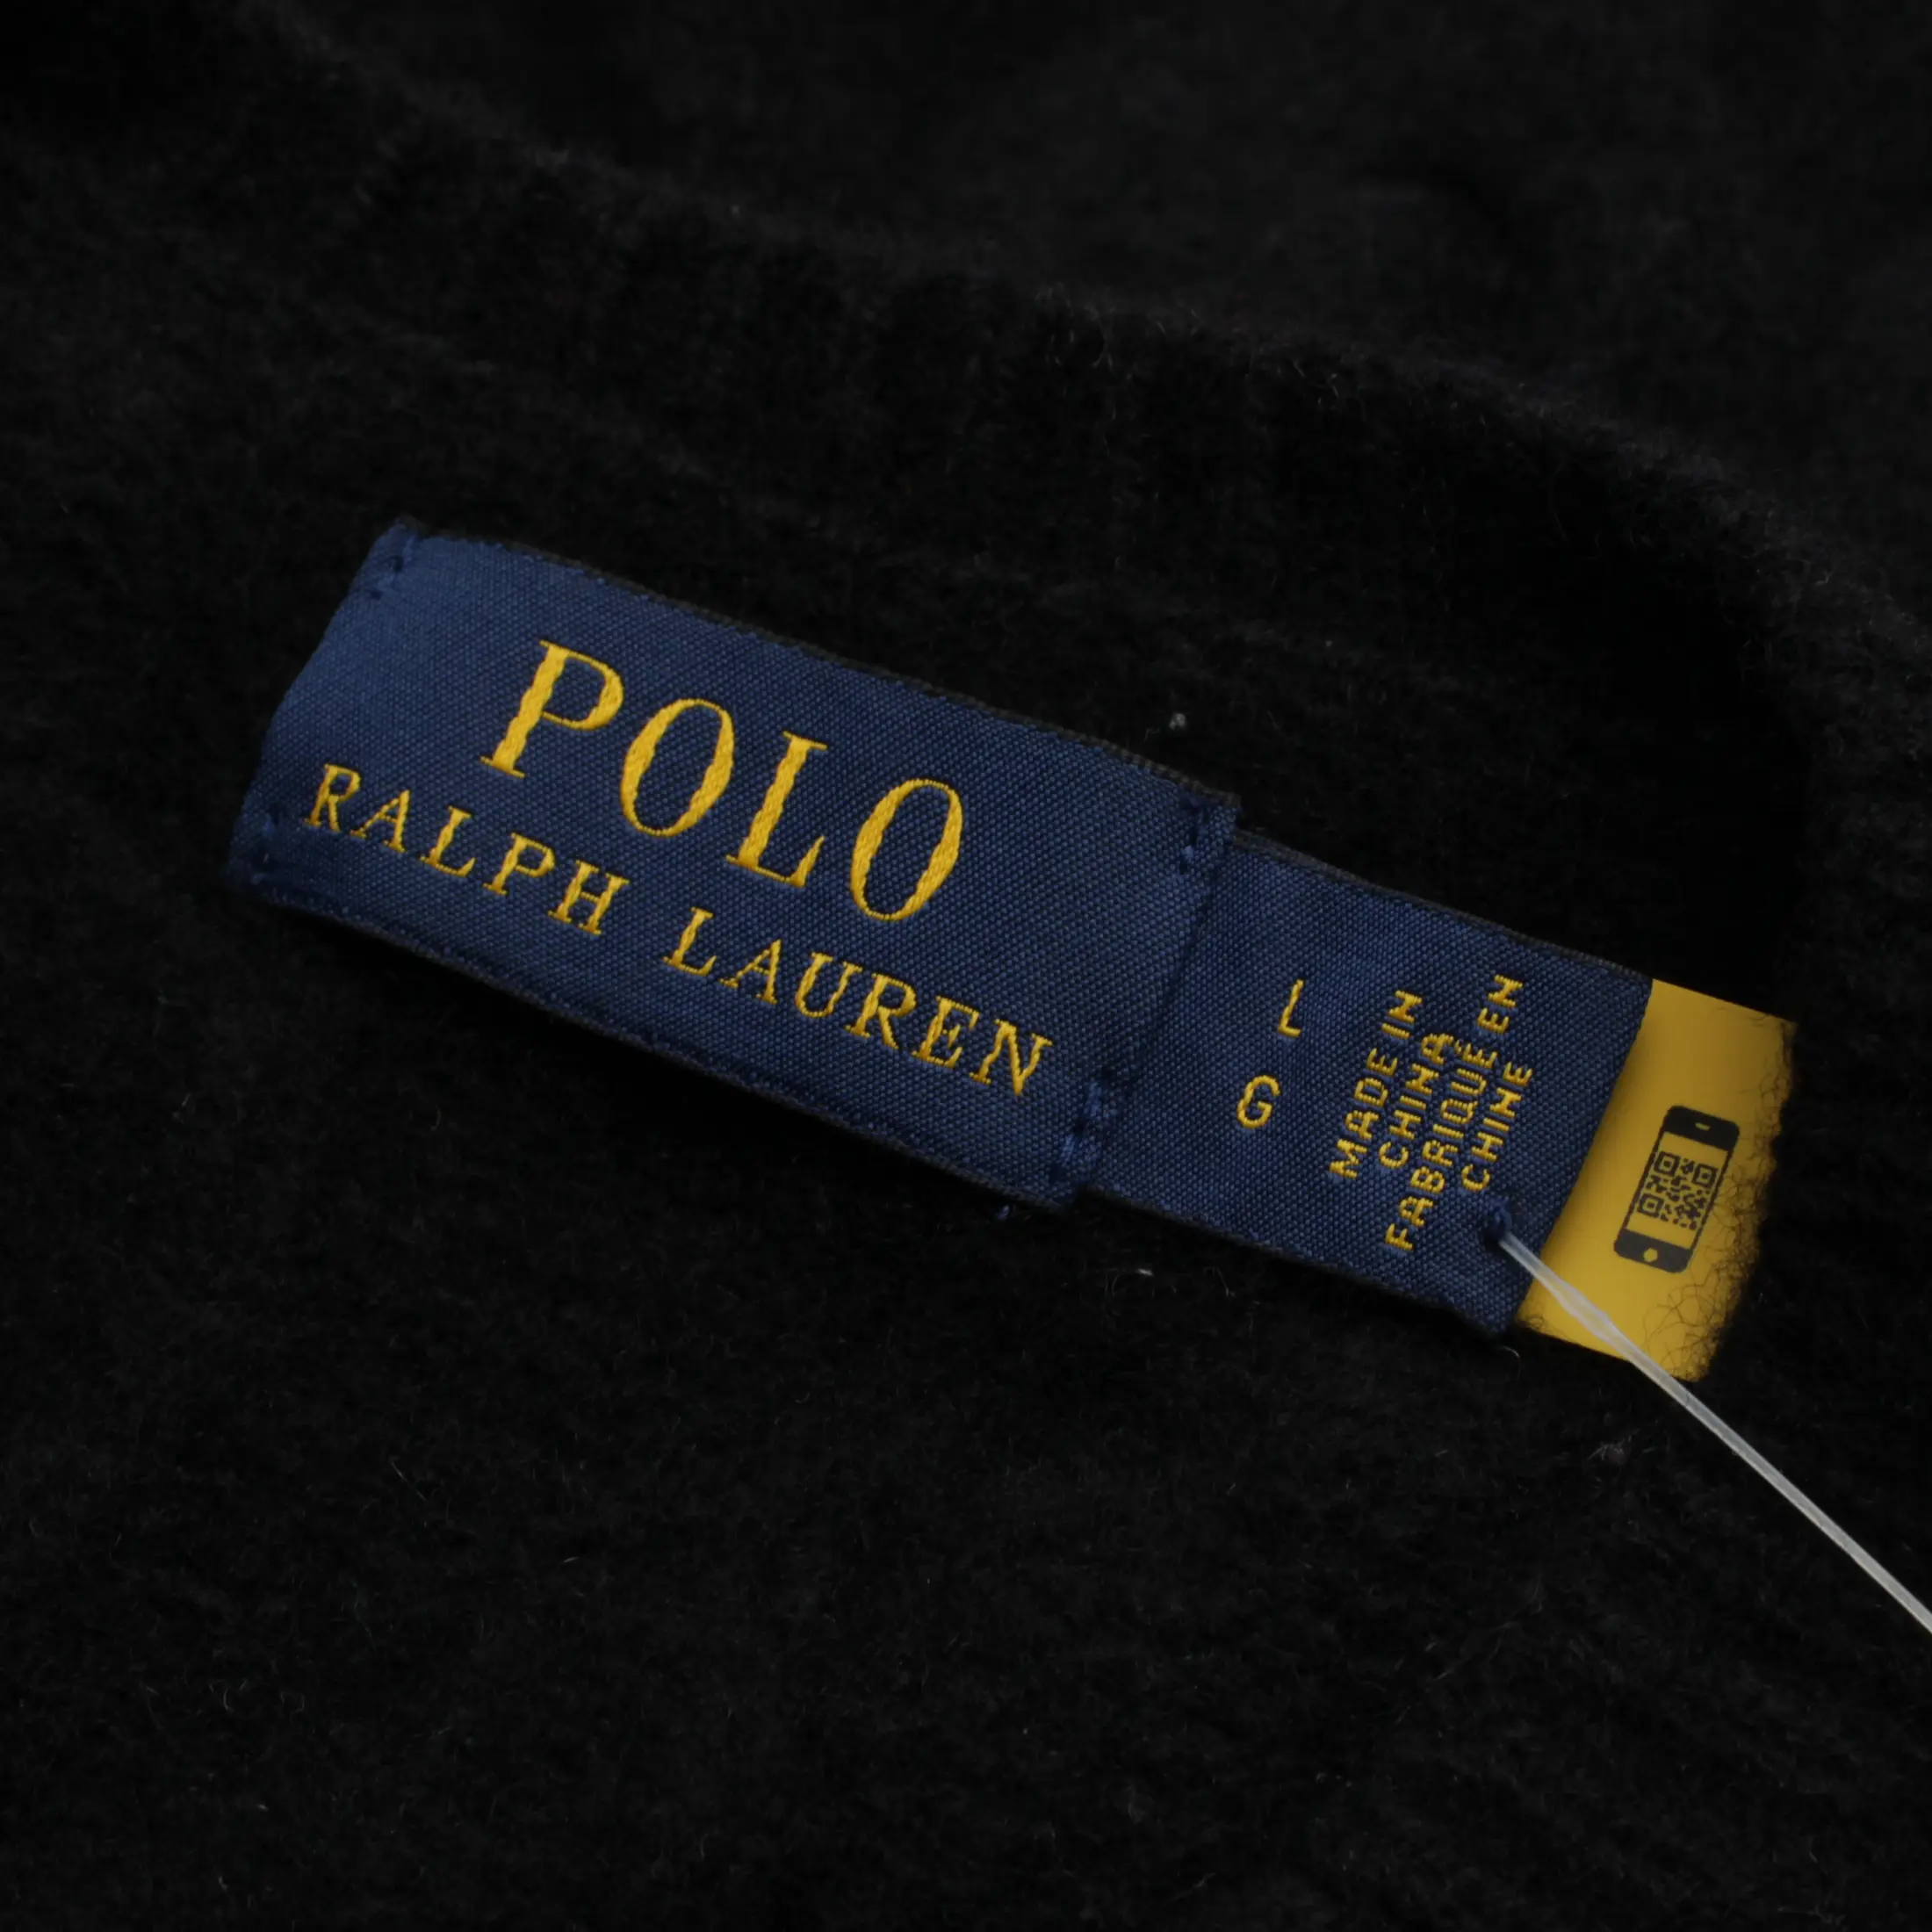 POLO
RALPH LAUREN
L
G
MADE IN
CHINA
FABRIQUÉ EN
CHINE